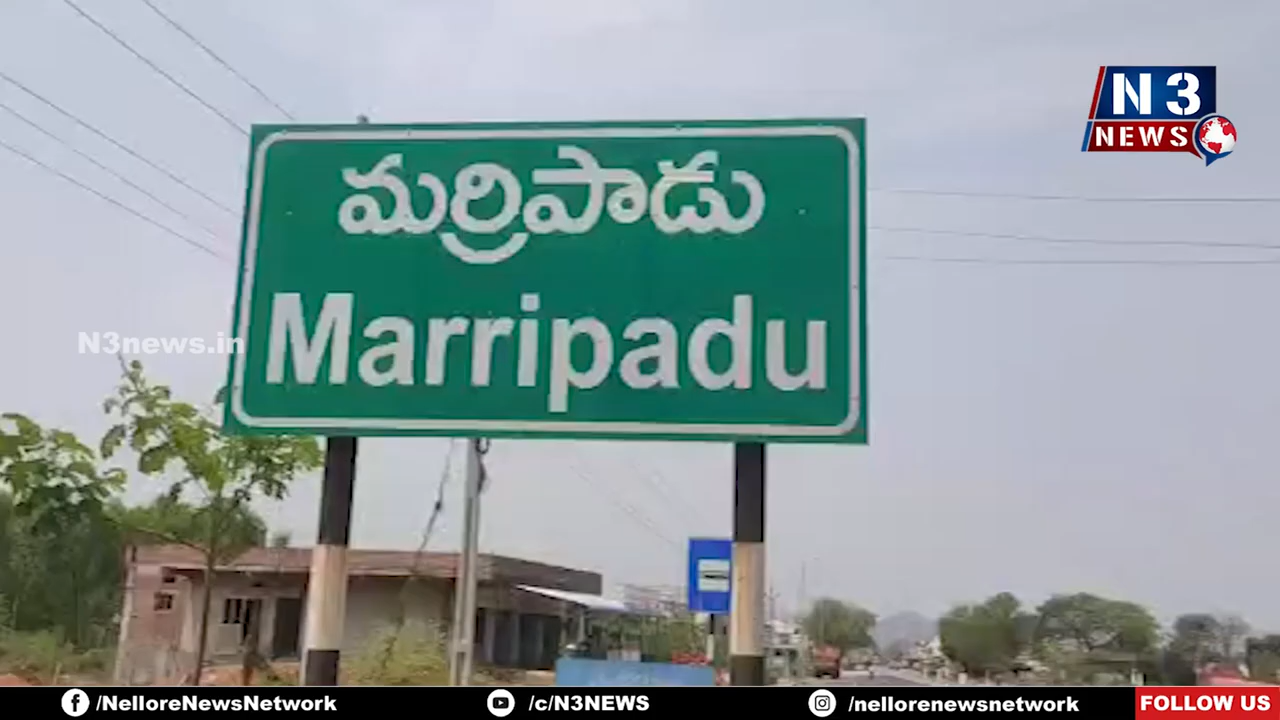 N3
NEWS
మర్రిపాడు
Marripadu
N3news.in
/NelloreNewsNetwork
/c/N3NEWS
/nellorenewsnetwork
FOLLOW US